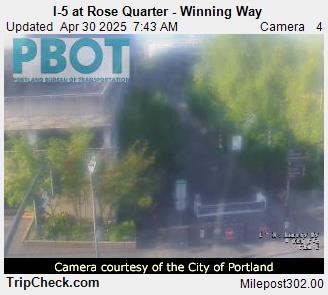 I-5 at Rose Quarter - Winning Way
Updated Apr 30 2025 7:43 AM Camera 4
PBOT
PORTLAND BUREAU OF TRANSPORTATION
Camera courtesy of the City of Portland
TripCheck.com Milepost302.00